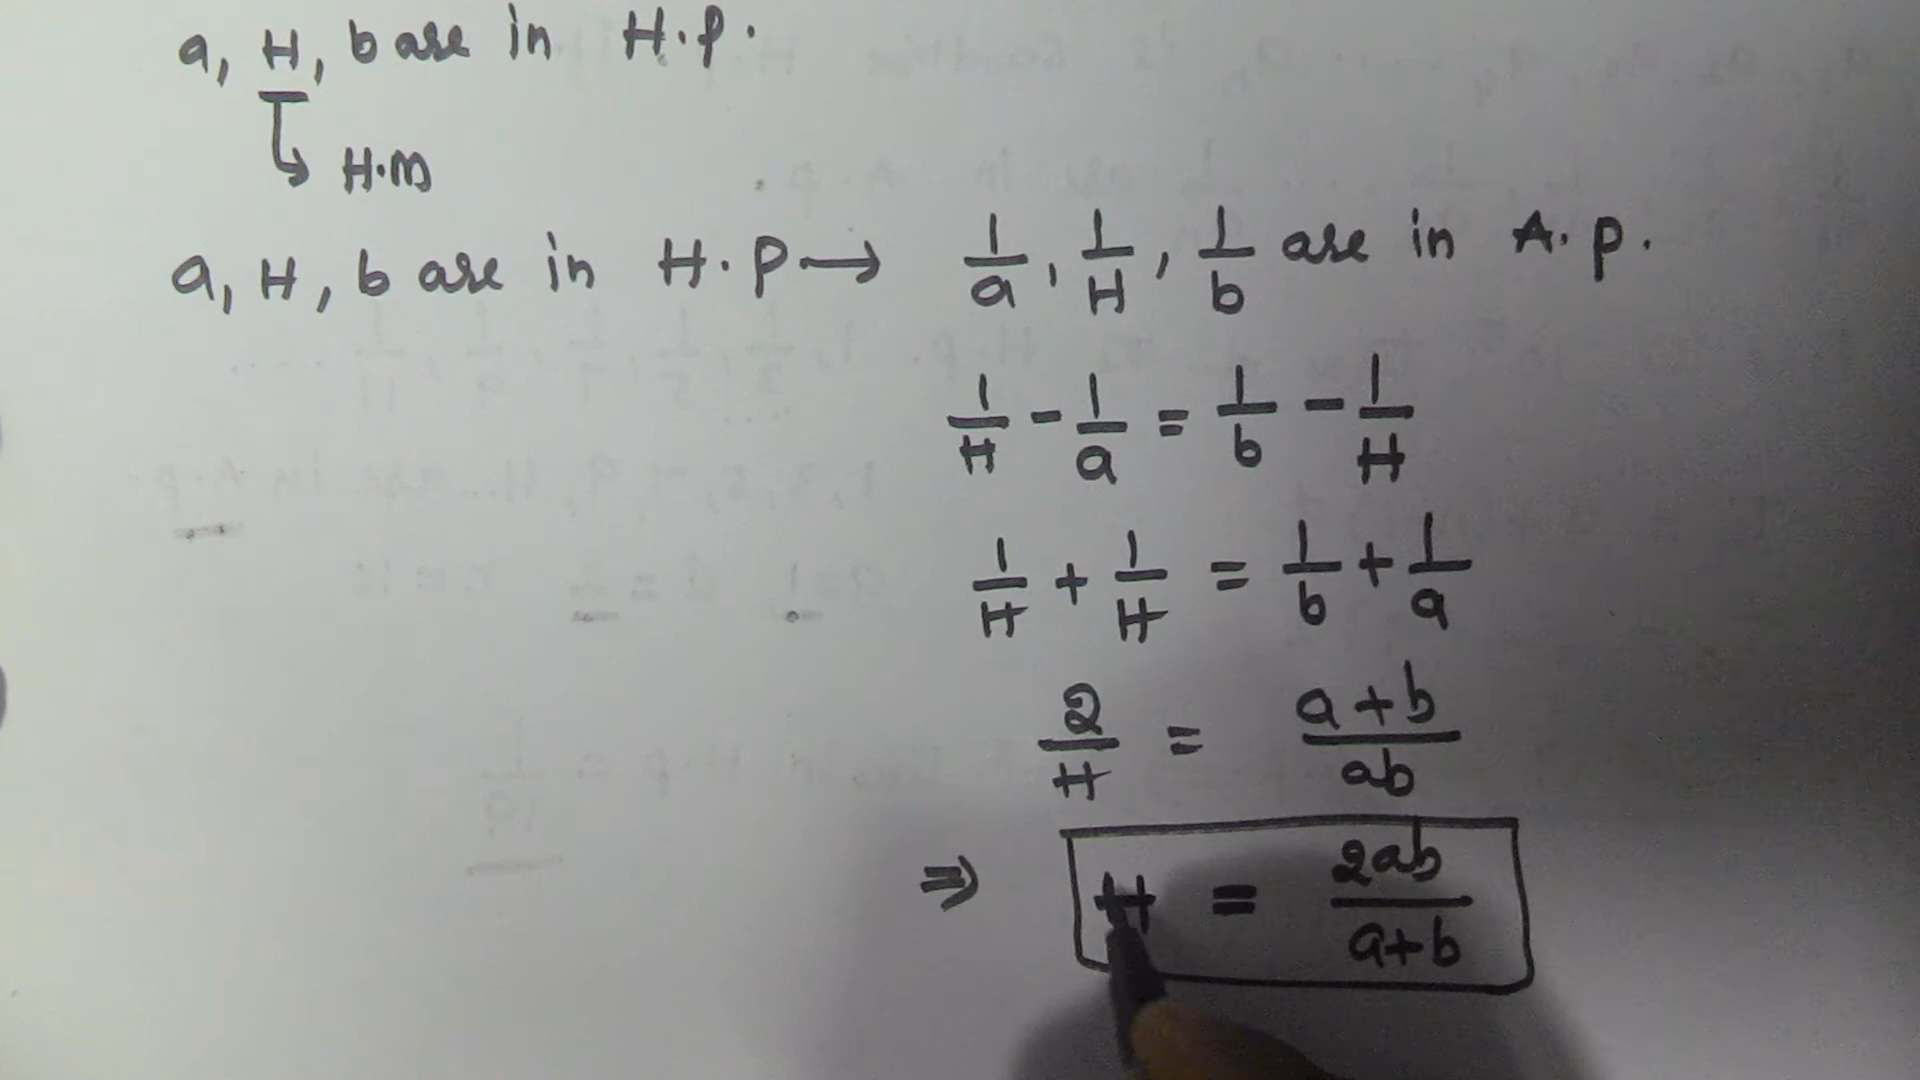 a, H, b are in H.P.
H.M
a, H, b are in H.P → 1/a, 1/H, 1/b are in A.P.
1/H - 1/a = 1/b - 1/H
1/H + 1/H = 1/b + 1/a
2/H = a+b/ab
⇒ H = 2ab/a+b